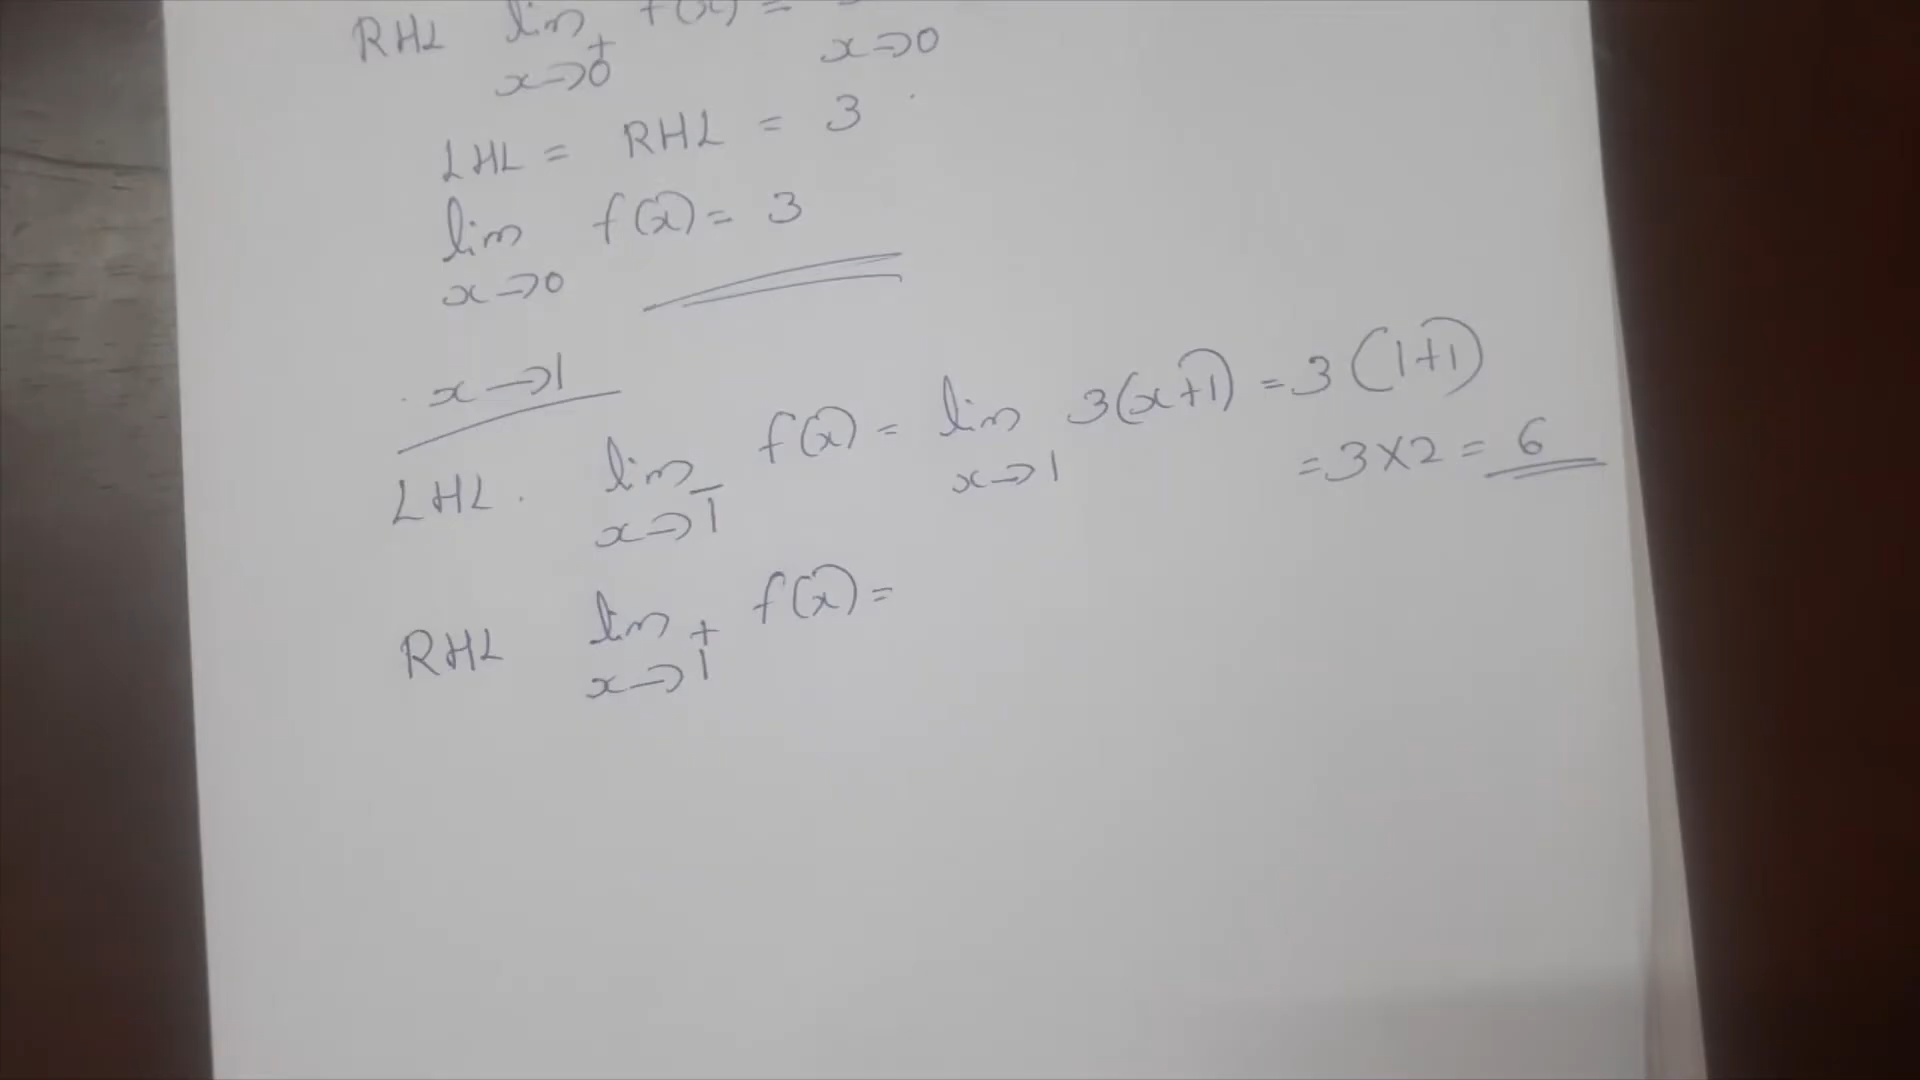 RHL lim f(x) =
x→0⁺ x→0
LHL = RHL = 3
lim f(x) = 3
x→0
x→1
LHL. lim f(x) = lim 3(x+1) = 3(1+1)
x→1⁻ x→1 = 3×2 = 6
RHL lim f(x) =
x→1⁺